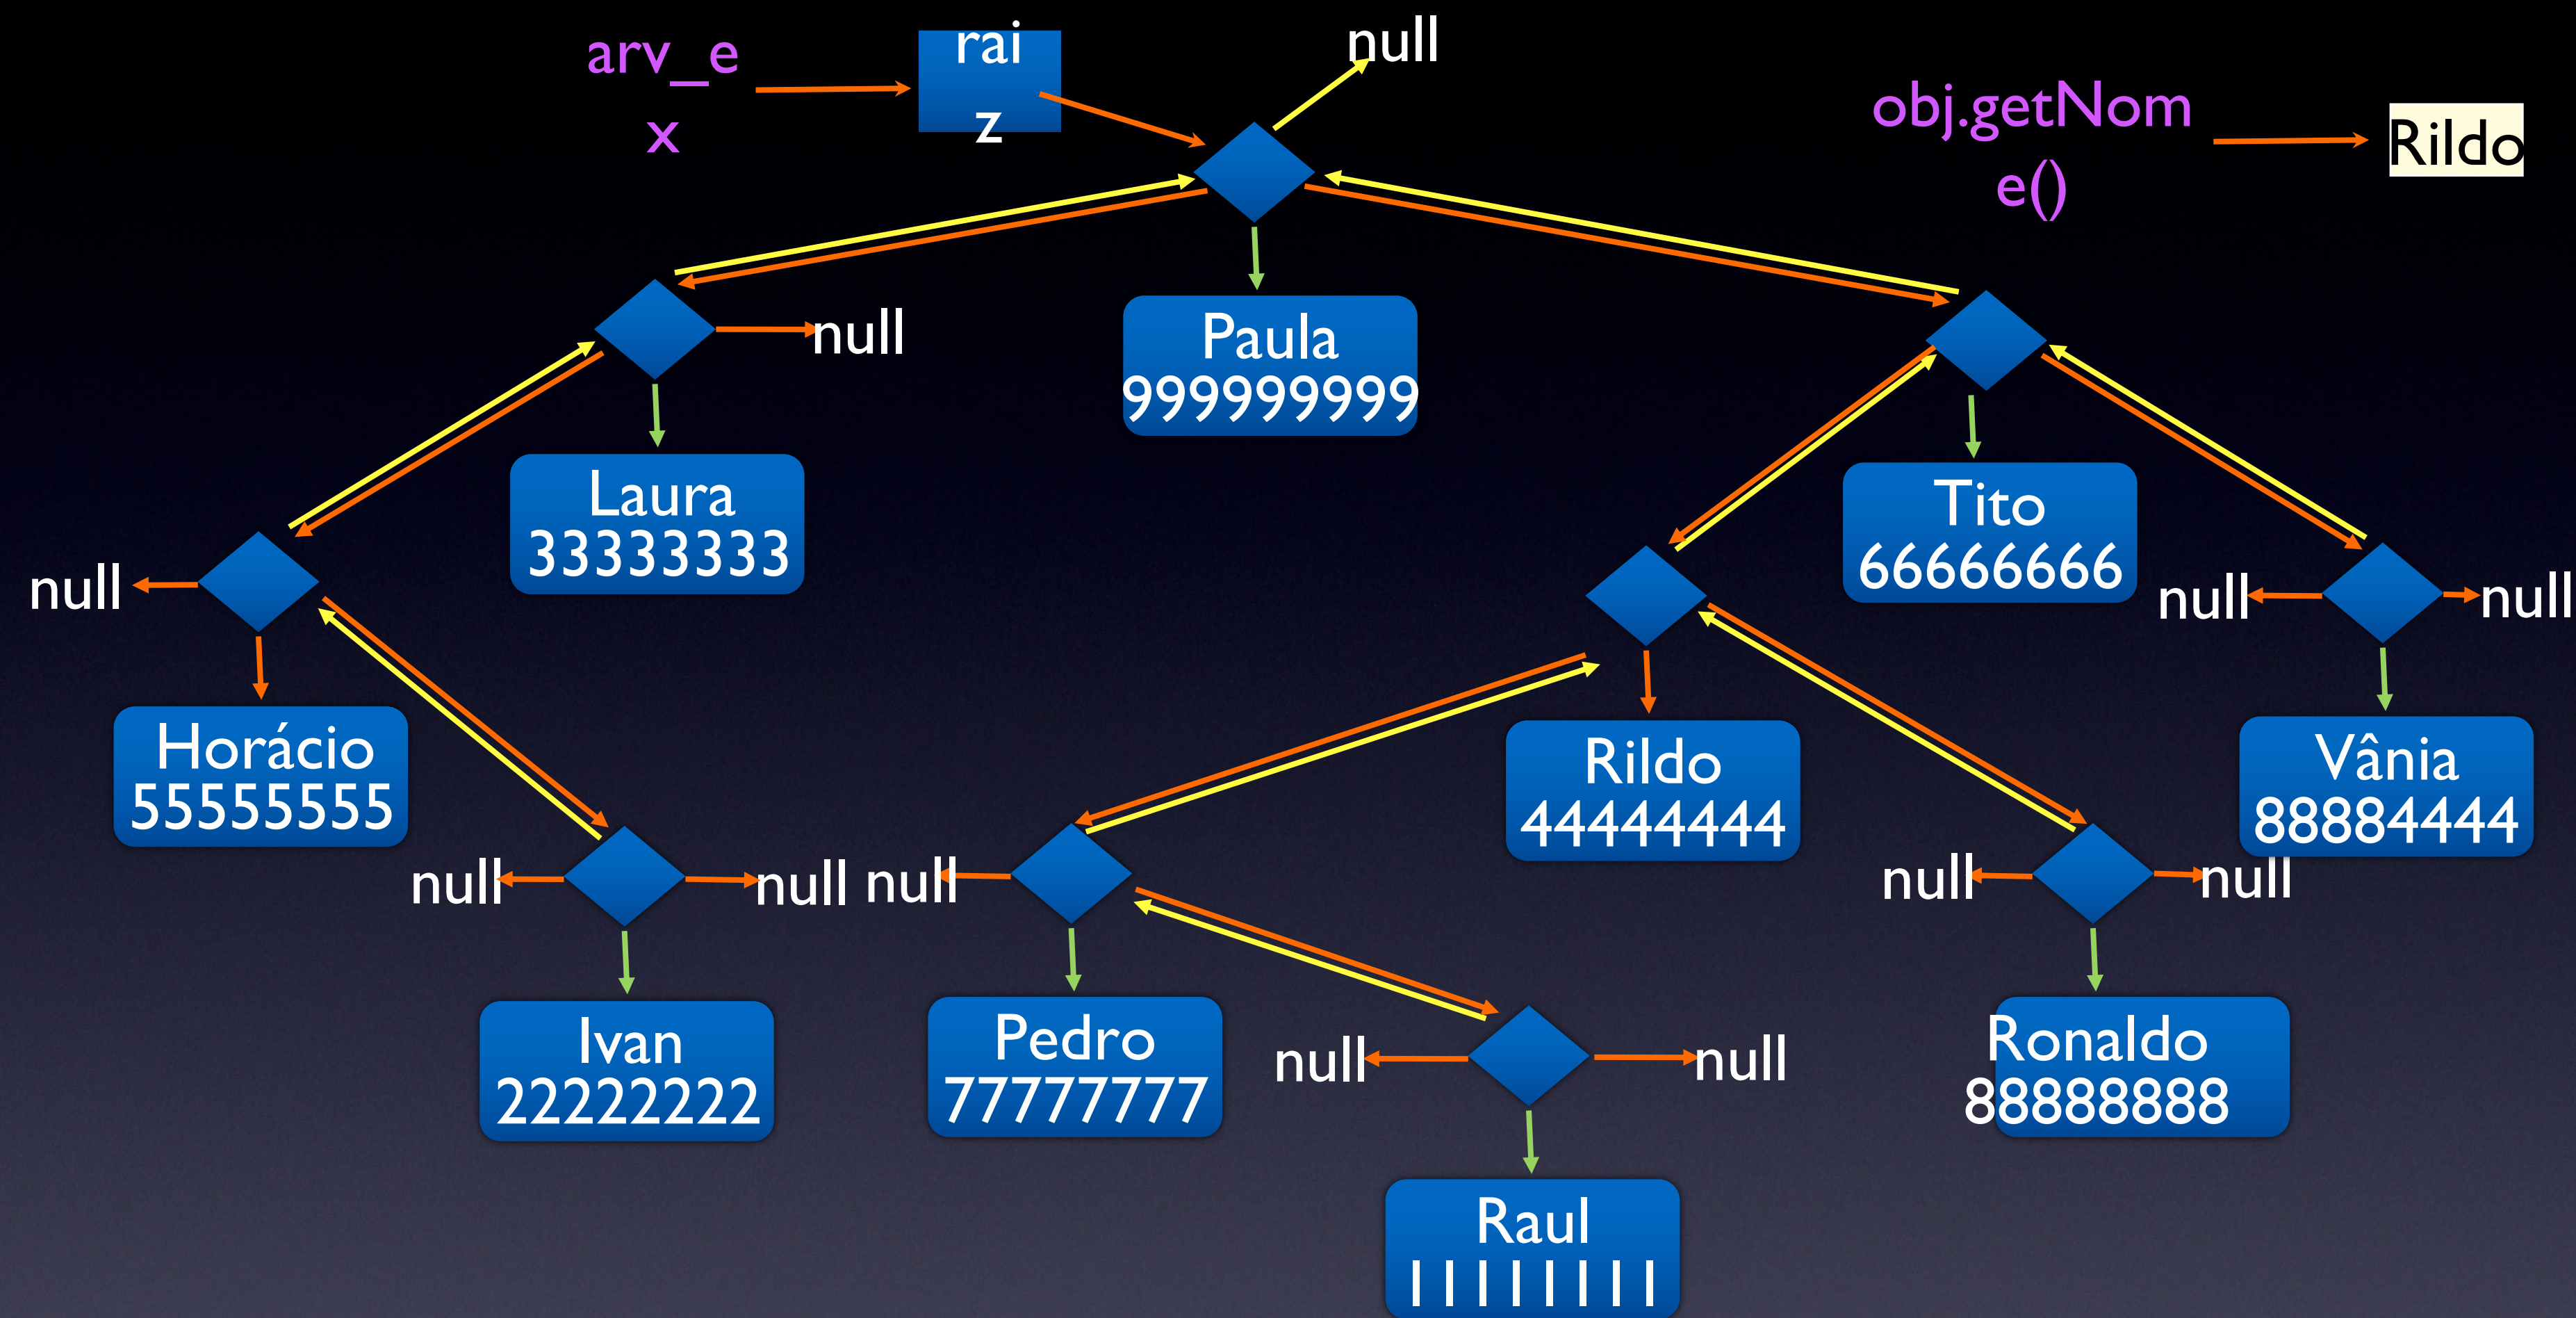 arv_e
x
rai
z
null
obj.getNom
e()
Rildo
null
Paula
999999999
Laura
33333333
Tito
66666666
null
null
null
Horácio
55555555
Rildo
44444444
Vânia
88884444
null
null
null
null
null
Ivan
22222222
Pedro
77777777
null
null
Ronaldo
88888888
Raul
11111111